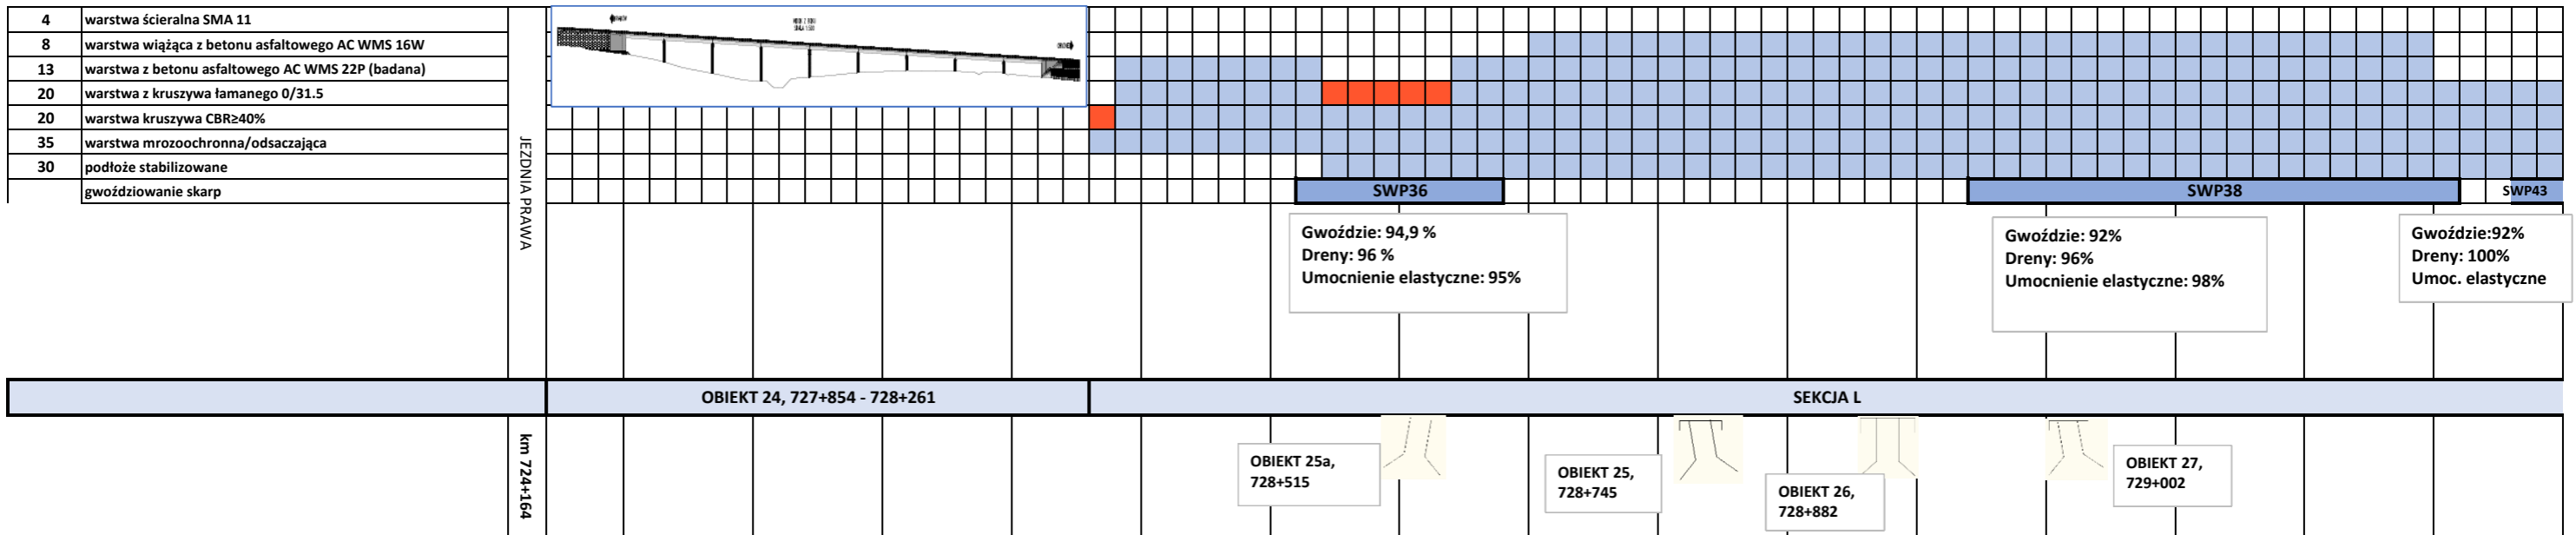 4 warstwa ścieralna SMA 11
8 warstwa wiążąca z betonu asfaltowego AC WMS 16W
13 warstwa z betonu asfaltowego AC WMS 22P (badana)
20 warstwa z kruszywa łamanego 0/31.5
20 warstwa kruszywa CBR≥40%
35 warstwa mrozoochronna/odsaczająca
30 podłoże stabilizowane
gwoździowanie skarp
JEZDNIA PRAWA
SWP36
SWP38
SWP43
Gwoździe: 94,9 %
Dreny: 96 %
Umocnienie elastyczne: 95%
Gwoździe: 92%
Dreny: 96%
Umocnienie elastyczne: 98%
Gwoździe:92%
Dreny: 100%
Umoc. elastyczne
OBIEKT 24, 727+854 - 728+261
SEKCJA L
km 724+164
OBIEKT 25a,
728+515
OBIEKT 25,
728+745
OBIEKT 26,
728+882
OBIEKT 27,
729+002